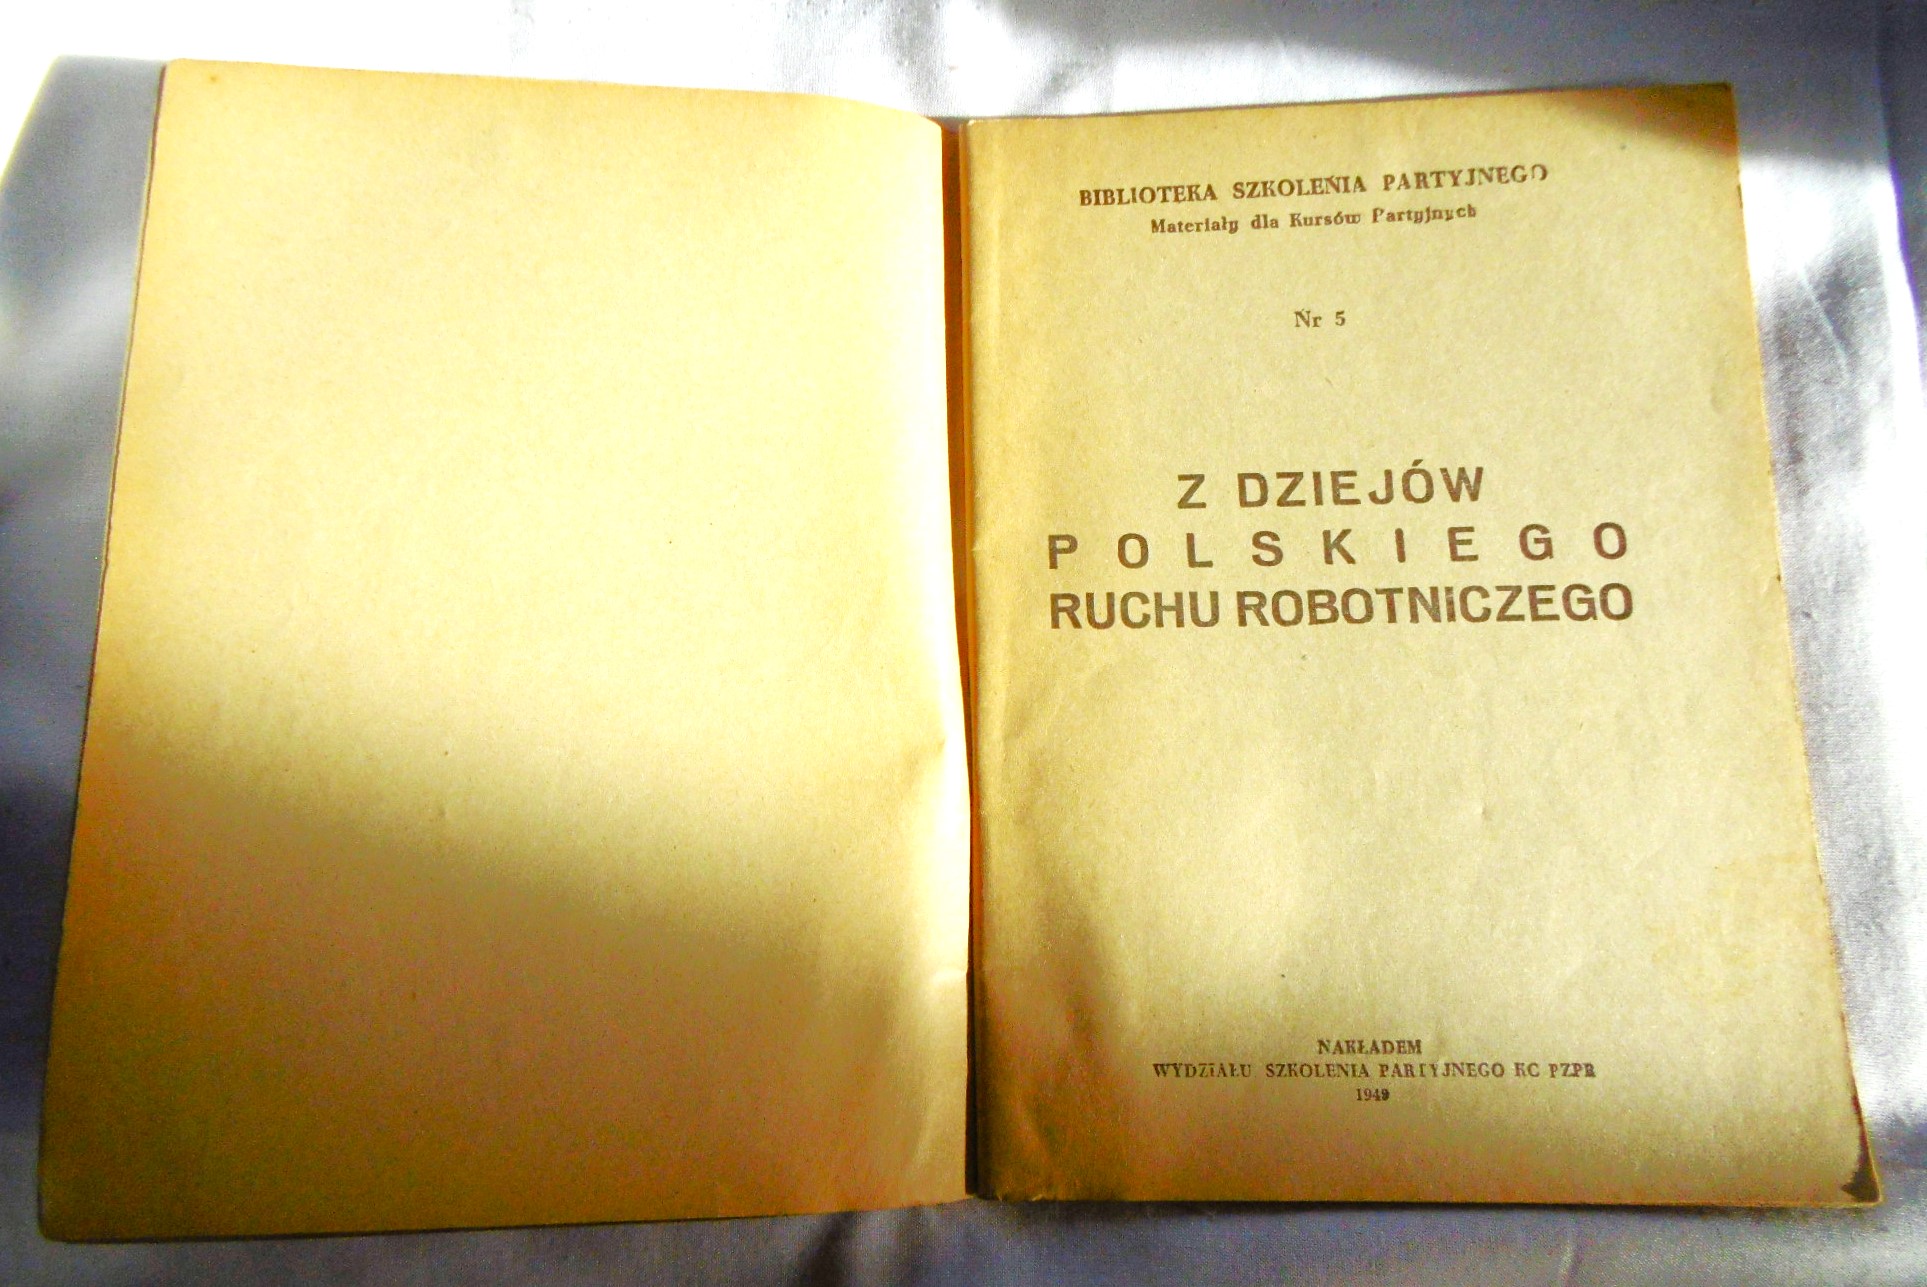 BIBLIOTEKA SZKOLENIA PARTYJNEGO
Materiały dla Kursów Partyjnych
Nr 5
Z DZIEJÓW
POLSKIEGO
RUCHU ROBOTNICZEGO
NAKŁADEM
WYDZIAŁU SZKOLENIA PARTYJNEGO KC PZPR
1949